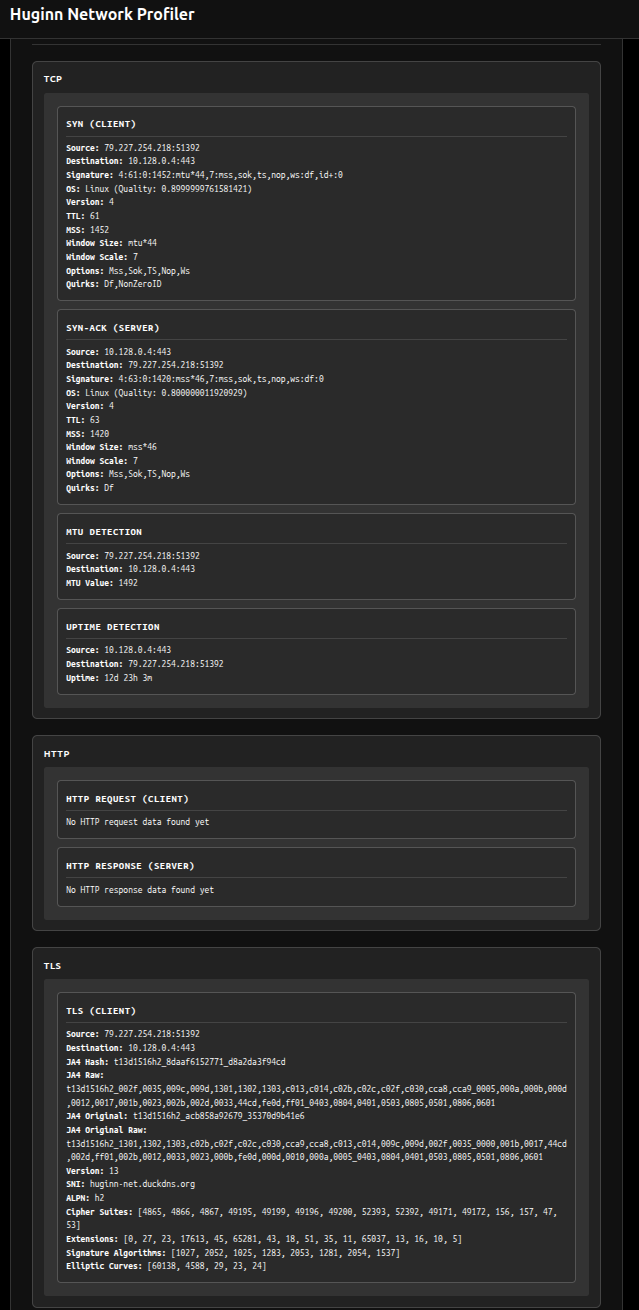 Huginn Network Profiler
TCP
SYN (CLIENT)
Source: 79.227.254.218:51392
Destination: 10.128.0.4:443
Signature: 4:61:0:1452:mtu*44,7:mss,sok,ts,nop,ws:df,id+:0
OS: Linux (Quality: 0.8999999761581421)
Version: 4
TTL: 61
MSS: 1452
Window Size: mtu*44
Window Scale: 7
Options: Mss,Sok,TS,Nop,Ws
Quirks: Df,NonZeroID
SYN-ACK (SERVER)
Source: 10.128.0.4:443
Destination: 79.227.254.218:51392
Signature: 4:63:0:1420:mss*46,7:mss,sok,ts,nop,ws:df:0
OS: Linux (Quality: 0.800000011920929)
Version: 4
TTL: 63
MSS: 1420
Window Size: mss*46
Window Scale: 7
Options: Mss,Sok,TS,Nop,Ws
Quirks: Df
MTU DETECTION
Source: 79.227.254.218:51392
Destination: 10.128.0.4:443
MTU Value: 1492
UPTIME DETECTION
Source: 10.128.0.4:443
Destination: 79.227.254.218:51392
Uptime: 12d 23h 3m
HTTP
HTTP REQUEST (CLIENT)
No HTTP request data found yet
HTTP RESPONSE (SERVER)
No HTTP response data found yet
TLS
TLS (CLIENT)
Source: 79.227.254.218:51392
Destination: 10.128.0.4:443
JA4 Hash: t13d1516h2_8daaf6152771_d8a2da3f94cd
JA4 Raw:
t13d1516h2_002f,0035,009c,009d,1301,1302,1303,c013,c014,c02b,c02c,c02f,c030,cca8,cca9_0005,000a,000b,000d
,0012,0017,001b,0023,002b,002d,0033,44cd,fe0d,ff01_0403,0804,0401,0503,0805,0501,0806,0601
JA4 Original: t13d1516h2_acb858a92679_35370d9b41e6
JA4 Original Raw:
t13d1516h2_1301,1302,1303,c02b,c02f,c02c,c030,cca9,cca8,c013,c014,009c,009d,002f,0035_0000,001b,0017,44cd
,002d,ff01,002b,0012,0033,0023,000b,fe0d,000d,0010,000a,0005_0403,0804,0401,0503,0805,0501,0806,0601
Version: 13
SNI: huginn-net.duckdns.org
ALPN: h2
Cipher Suites: [4865, 4866, 4867, 49195, 49199, 49196, 49200, 52393, 52392, 49171, 49172, 156, 157, 47,
53]
Extensions: [0, 27, 23, 17613, 45, 65281, 43, 18, 51, 35, 11, 65037, 13, 16, 10, 5]
Signature Algorithms: [1027, 2052, 1025, 1283, 2053, 1281, 2054, 1537]
Elliptic Curves: [60138, 4588, 29, 23, 24]